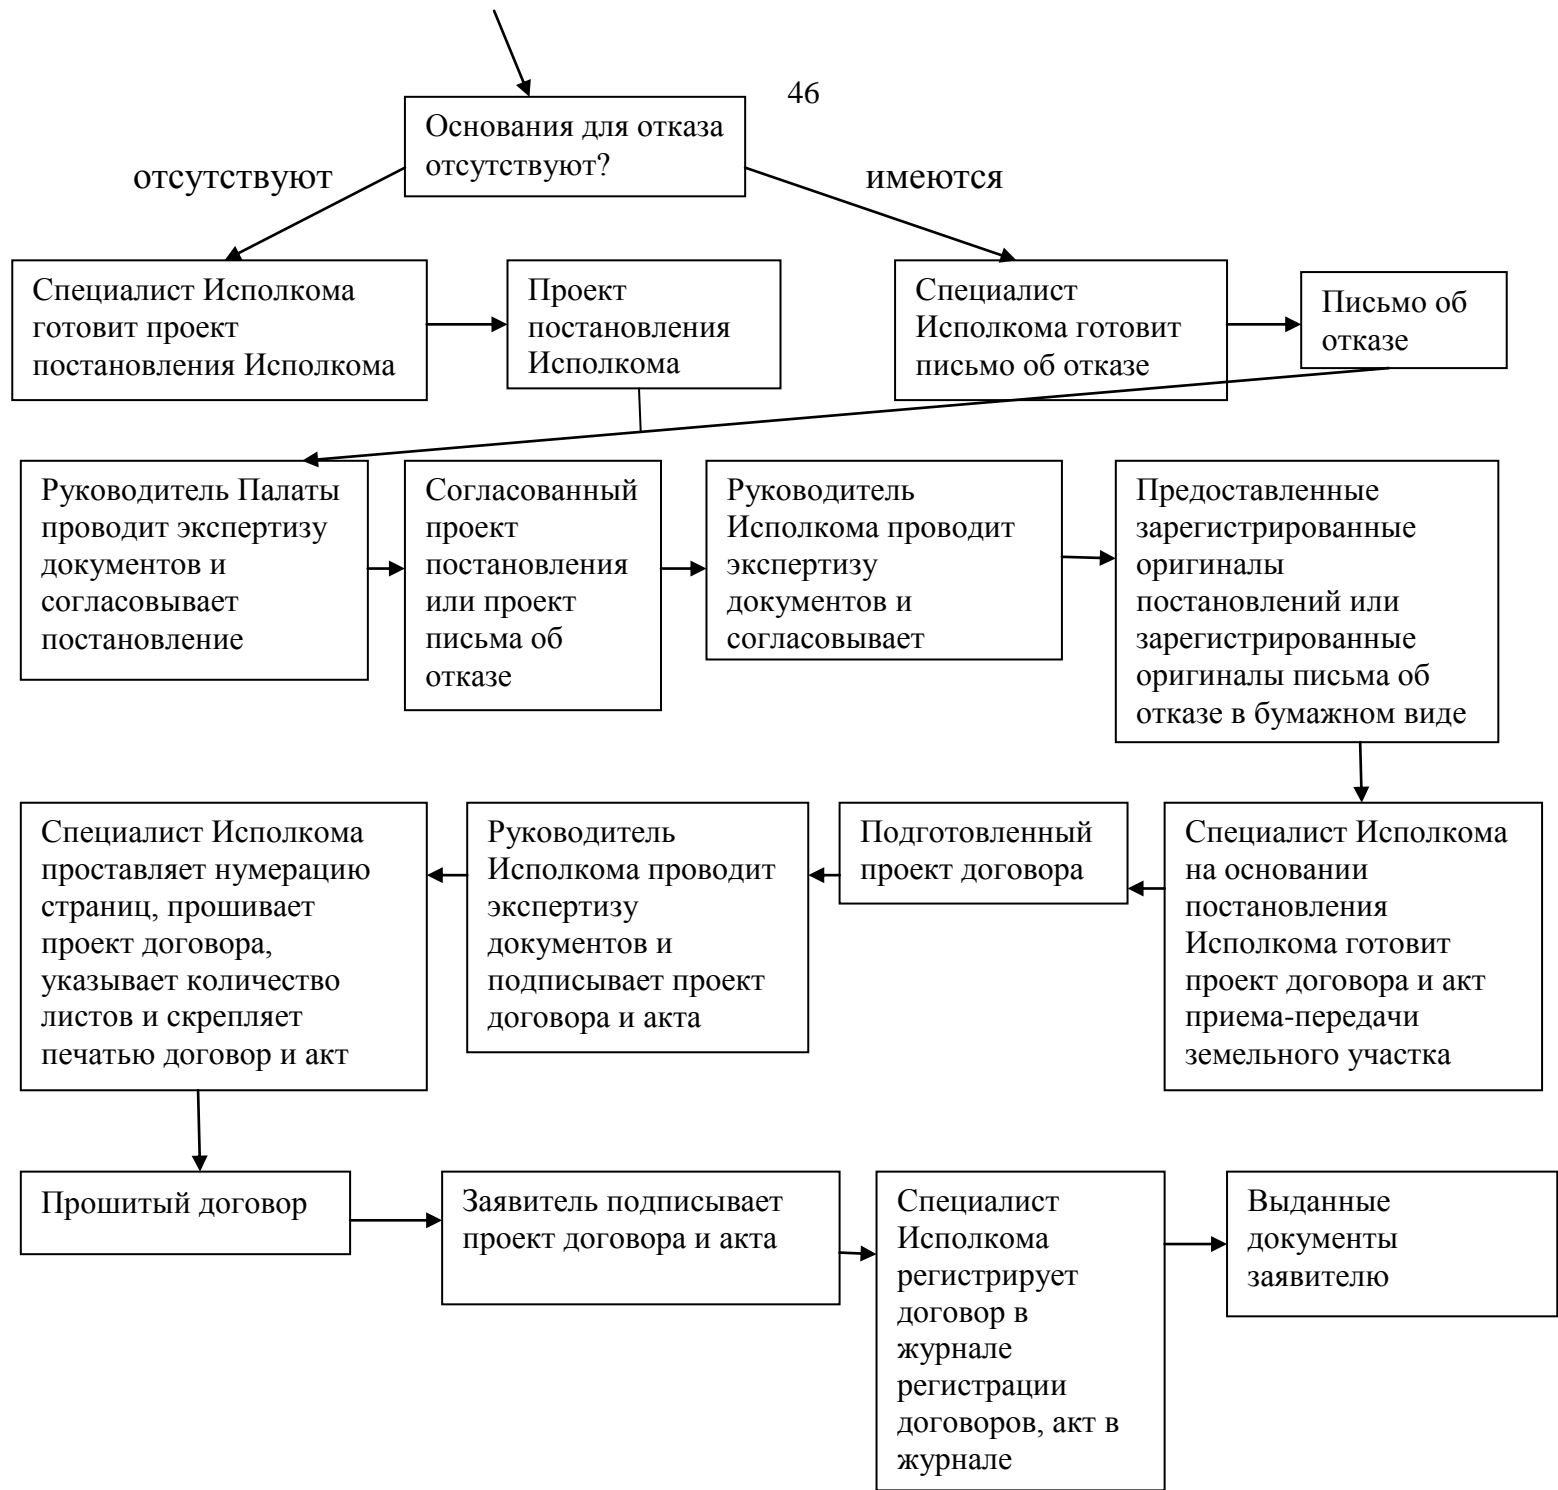 46
Основания для отказа
отсутствуют?
отсутствуют
имеются
Специалист Исполкома
готовит проект
постановления Исполкома
Проект
постановления
Исполкома
Специалист
Исполкома готовит
письмо об отказе
Письмо об
отказе
Руководитель Палаты
проводит экспертизу
документов и
согласовывает
постановление
Согласованный
проект
постановления
или проект
письма об
отказе
Руководитель
Исполкома проводит
экспертизу
документов и
согласовывает
Предоставленные
зарегистрированные
оригиналы
постановлений или
зарегистрированные
оригиналы письма об
отказе в бумажном виде
Специалист Исполкома
проставляет нумерацию
страниц, прошивает
проект договора,
указывает количество
листов и скрепляет
печатью договор и акт
Руководитель
Исполкома проводит
экспертизу
документов и
подписывает проект
договора и акта
Подготовленный
проект договора
Специалист Исполкома
на основании
постановления
Исполкома готовит
проект договора и акт
приема-передачи
земельного участка
Прошитый договор
Заявитель подписывает
проект договора и акта
Специалист
Исполкома
регистрирует
договор в
журнале
регистрации
договоров, акт в
журнале
Выданные
документы
заявителю